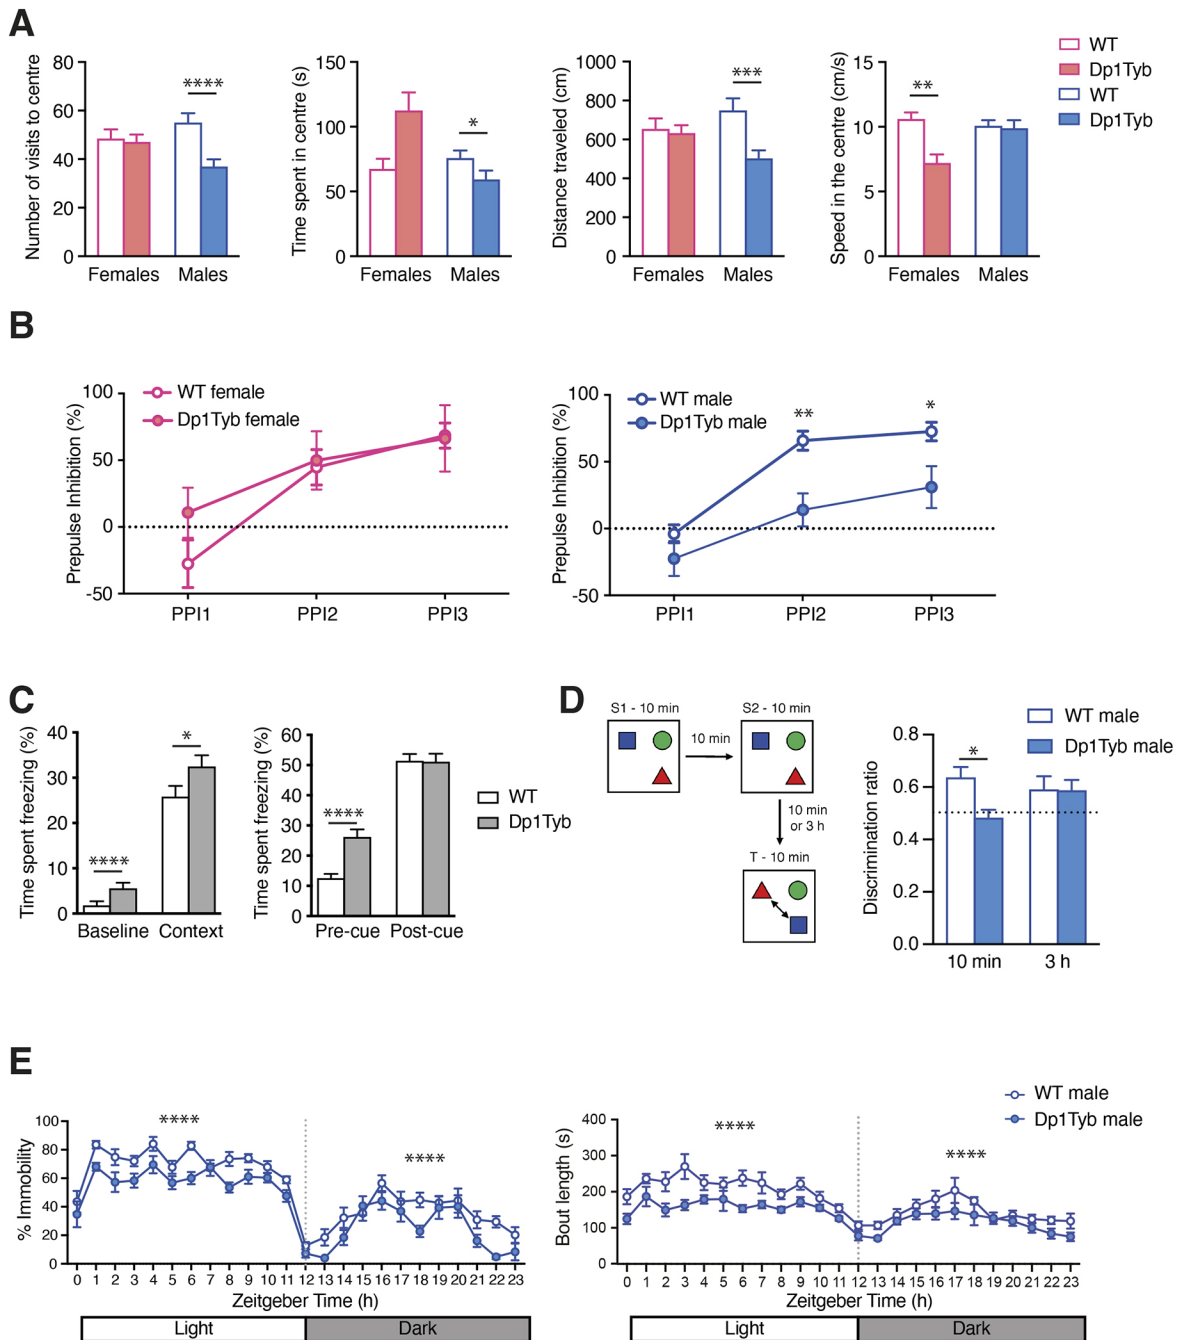 A
Number of visits to centre
80
60
40
20
0
****
Females Males
Time spent in centre (s)
150
100
50
0
*
Females Males
Distance traveled (cm)
1000
800
600
400
200
0
***
Females Males
Speed in the centre (cm/s)
15
10
5
0
**
Females Males
WT
Dp1Tyb
WT
Dp1Tyb
B
Prepulse Inhibition (%)
100
50
0
-50
WT female
Dp1Tyb female
PPI1 PPI2 PPI3
Prepulse Inhibition (%)
100
50
0
-50
WT male
Dp1Tyb male
**
*
PPI1 PPI2 PPI3
C
Time spent freezing (%)
40
30
20
10
0
****
*
Baseline Context
Time spent freezing (%)
60
50
40
30
20
10
0
****
Pre-cue Post-cue
WT
Dp1Tyb
D
S1 - 10 min
10 min
S2 - 10 min
10 min
or 3 h
T - 10 min
Discrimination ratio
0.8
0.6
0.4
0.2
0.0
*
10 min 3 h
WT male
Dp1Tyb male
E
% Immobility
100
80
60
40
20
0
****
****
0 1 2 3 4 5 6 7 8 9 10 11 12 13 14 15 16 17 18 19 20 21 22 23
Zeitgeber Time (h)
Light Dark
Bout length (s)
400
300
200
100
0
****
****
WT male
Dp1Tyb male
0 1 2 3 4 5 6 7 8 9 10 11 12 13 14 15 16 17 18 19 20 21 22 23
Zeitgeber Time (h)
Light Dark